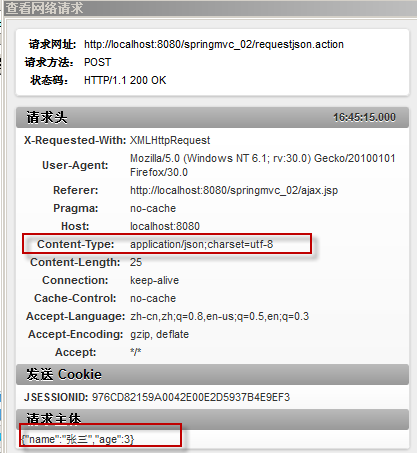 查看网络请求
请求网址: http://localhost:8080/springmvc_02/requestjson.action
请求方法: POST
状态码: HTTP/1.1 200 OK
请求头 16:45:15.000
X-Requested-With: XMLHttpRequest
User-Agent: Mozilla/5.0 (Windows NT 6.1; rv:30.0) Gecko/20100101
Firefox/30.0
Referer: http://localhost:8080/springmvc_02/ajax.jsp
Pragma: no-cache
Host: localhost:8080
Content-Type: application/json;charset=utf-8
Content-Length: 25
Connection: keep-alive
Cache-Control: no-cache
Accept-Language: zh-cn,zh;q=0.8,en-us;q=0.5,en;q=0.3
Accept-Encoding: gzip, deflate
Accept: */*
发送 Cookie
JSESSIONID: 976CD82159A0042E00E2D5937B4E9EF3
请求主体
{"name":"张三","age":3}